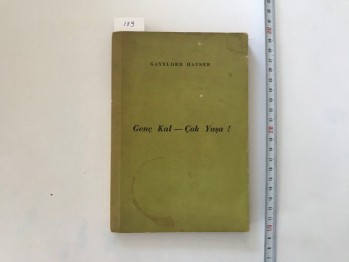 189
GAYELORD HAUSER
Genç Kal — Çok Yaşa !